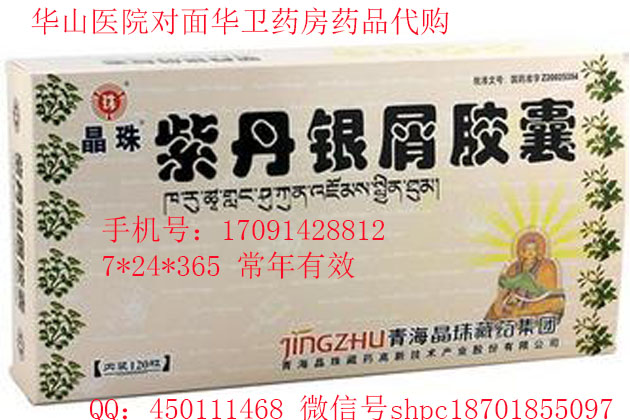 华山医院对面华卫药房药品代购
批准文号：国药准字Z20025394
珠
晶珠
紫丹银屑胶囊
手机号：17091428812
7*24*365 常年有效
JINGZHU 青海晶珠藏药集团
青海晶珠藏药高新技术产业股份有限公司
【内装120粒】
QQ：450111468 微信号shpc18701855097